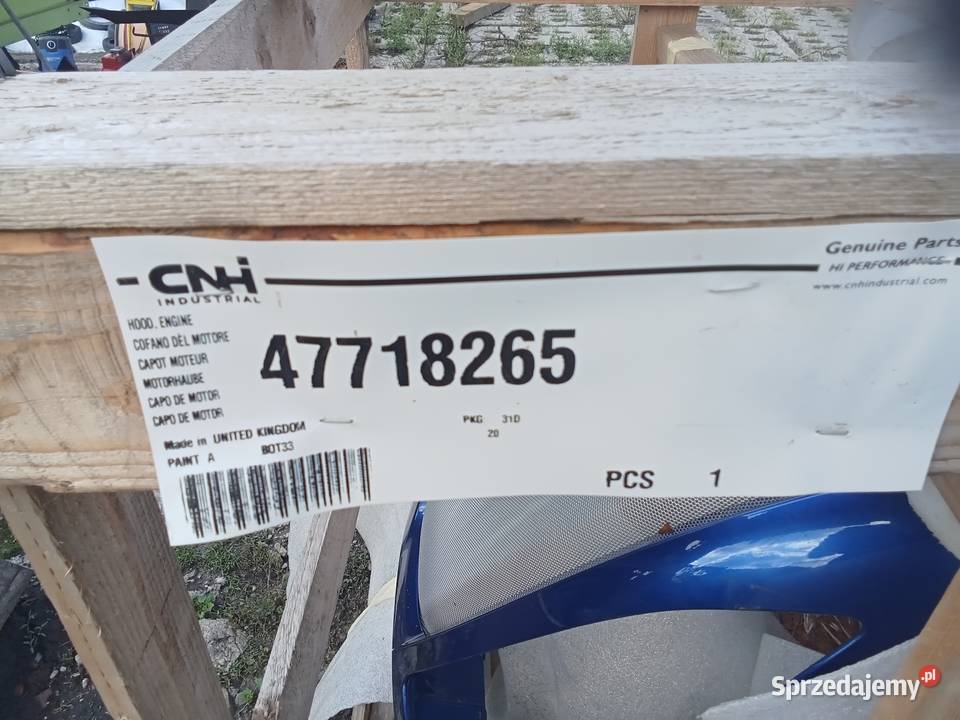 CNH
INDUSTRIAL
Genuine Parts
HI PERFORMANCE
www.cnhindustrial.com
HOOD, ENGINE
COFANO DEL MOTORE
CAPOT MOTEUR
MOTORHAUBE
CAPO DE MOTOR
CAPO DE MOTOR
47718265
PKG 31D
20
Made in UNITED KINGDOM
PAINT A BOT33
PCS 1
Sprzedajemy.pl